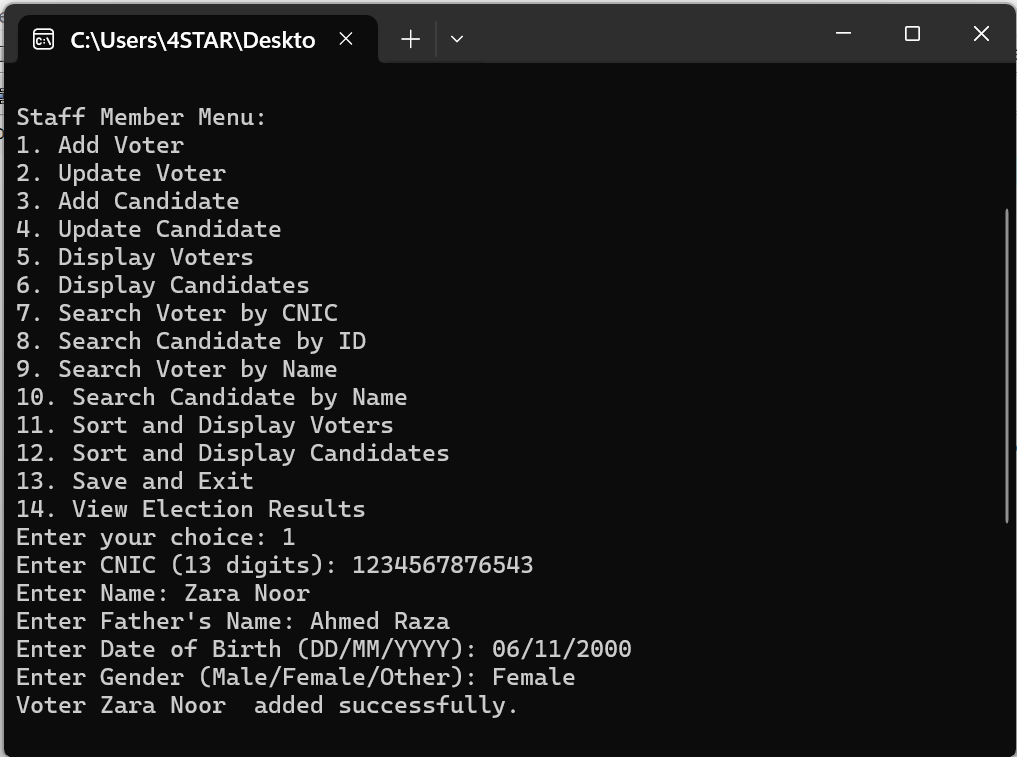 C:\Users\4STAR\Deskto
Staff Member Menu:
1. Add Voter
2. Update Voter
3. Add Candidate
4. Update Candidate
5. Display Voters
6. Display Candidates
7. Search Voter by CNIC
8. Search Candidate by ID
9. Search Voter by Name
10. Search Candidate by Name
11. Sort and Display Voters
12. Sort and Display Candidates
13. Save and Exit
14. View Election Results
Enter your choice: 1
Enter CNIC (13 digits): 1234567876543
Enter Name: Zara Noor
Enter Father's Name: Ahmed Raza
Enter Date of Birth (DD/MM/YYYY): 06/11/2000
Enter Gender (Male/Female/Other): Female
Voter Zara Noor  added successfully.